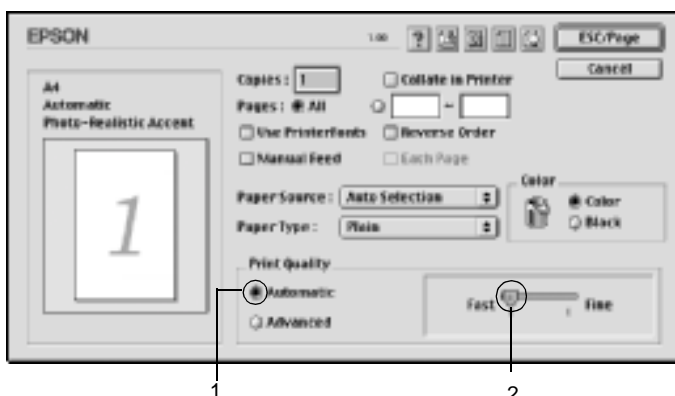 EPSON
1.00
?
ESC/Page
Cancel
A4
Automatic
Photo-Realistic Accent
1
Copies : 1
Collate in Printer
Pages : All
~
Use PrinterFonts
Reverse Order
Manual Feed
Each Page
Paper Source : Auto Selection
Paper Type : Plain
Color
Color
Black
Print Quality
Automatic
Advanced
Fast
Fine
1
2